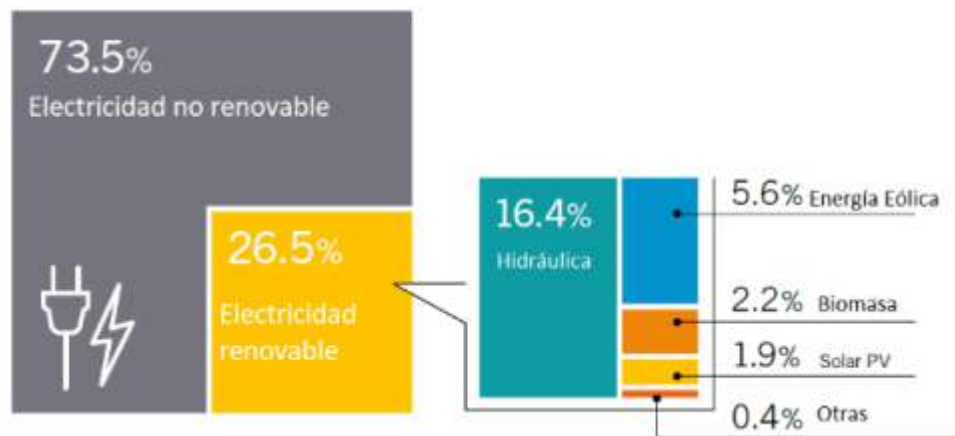 73.5%
Electricidad no renovable
26.5%
Electricidad
renovable
16.4%
Hidráulica
5.6% Energía Eólica
2.2% Biomasa
1.9% Solar PV
0.4% Otras